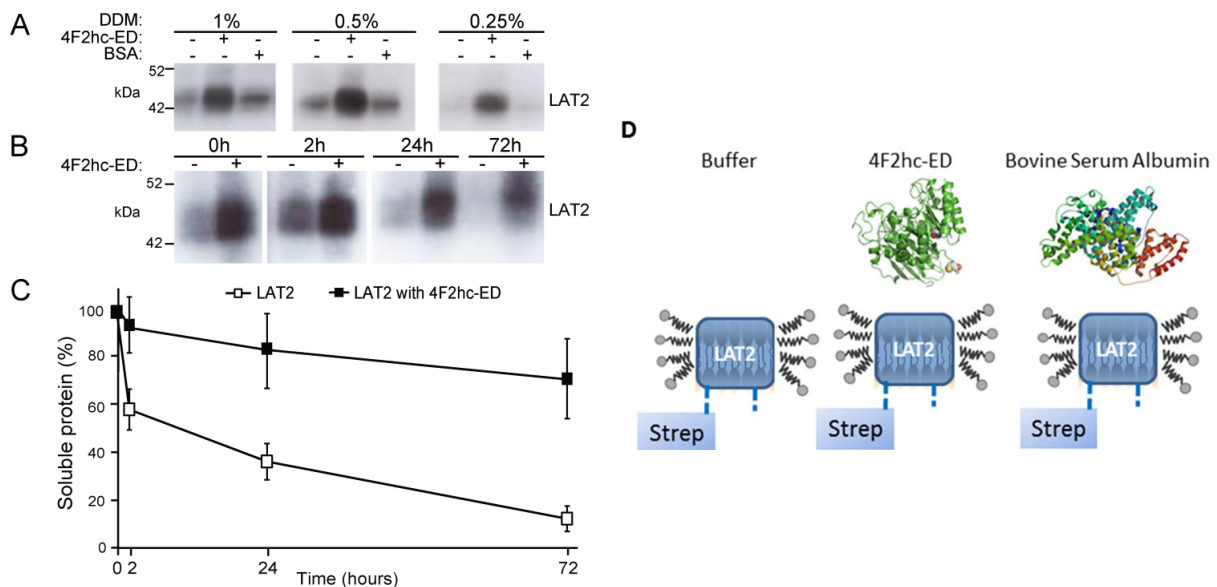 A
DDM: 1% 0.5% 0.25%
4F2hc-ED: - + - - + - - + -
BSA: - - + - - + - - +
52
kDa
42
LAT2
B
0h 2h 24h 72h
4F2hc-ED: - + - + - + - +
52
kDa
42
LAT2
C
LAT2 LAT2 with 4F2hc-ED
Soluble protein (%)
100
80
60
40
20
0
0 2 24 72
Time (hours)
D
Buffer 4F2hc-ED Bovine Serum Albumin
LAT2 LAT2 LAT2
Strep Strep Strep